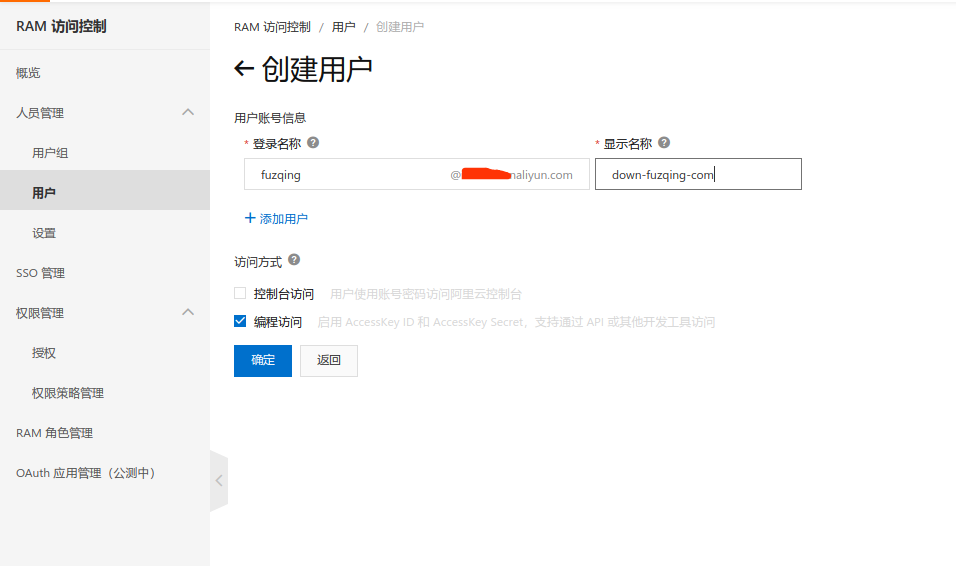 RAM 访问控制
概览
人员管理
用户组
用户
设置
SSO 管理
权限管理
授权
权限策略管理
RAM 角色管理
OAuth 应用管理（公测中）
RAM 访问控制 / 用户 / 创建用户
← 创建用户
用户账号信息
* 登录名称 ? * 显示名称 ?
fuzqing @ naliyun.com down-fuzqing-com
+ 添加用户
访问方式 ?
控制台访问 用户使用账号密码访问阿里云控制台
编程访问 启用 AccessKey ID 和 AccessKey Secret，支持通过 API 或其他开发工具访问
确定 返回